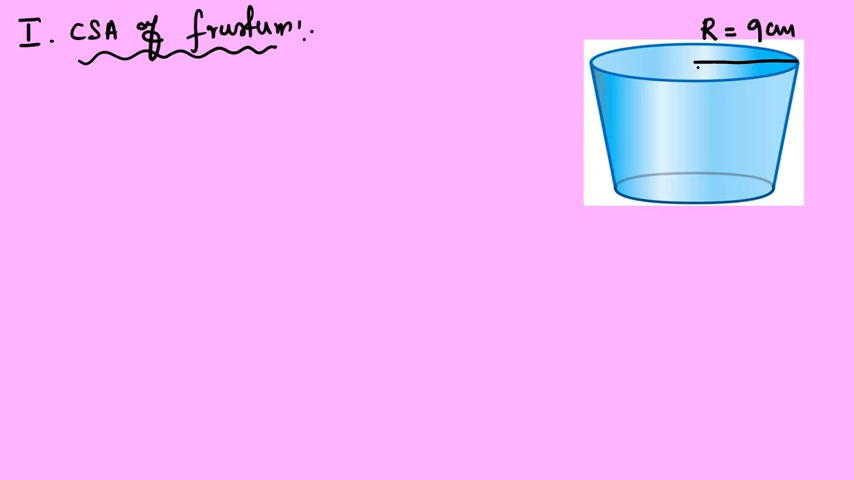 I. CSA of frustum:.
R = 9cm